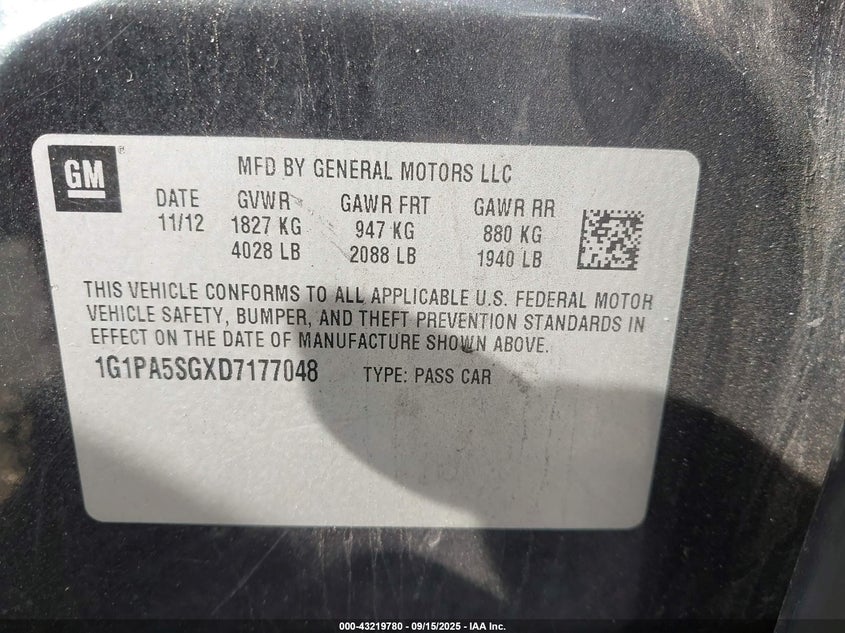 GM
MFD BY GENERAL MOTORS LLC
DATE GVWR GAWR FRT GAWR RR
11/12 1827 KG 947 KG 880 KG
4028 LB 2088 LB 1940 LB
THIS VEHICLE CONFORMS TO ALL APPLICABLE U.S. FEDERAL MOTOR
VEHICLE SAFETY, BUMPER, AND THEFT PREVENTION STANDARDS IN
EFFECT ON THE DATE OF MANUFACTURE SHOWN ABOVE.
1G1PA5SGXD7177048 TYPE: PASS CAR
000-43219780 - 09/15/2025 - IAA Inc.